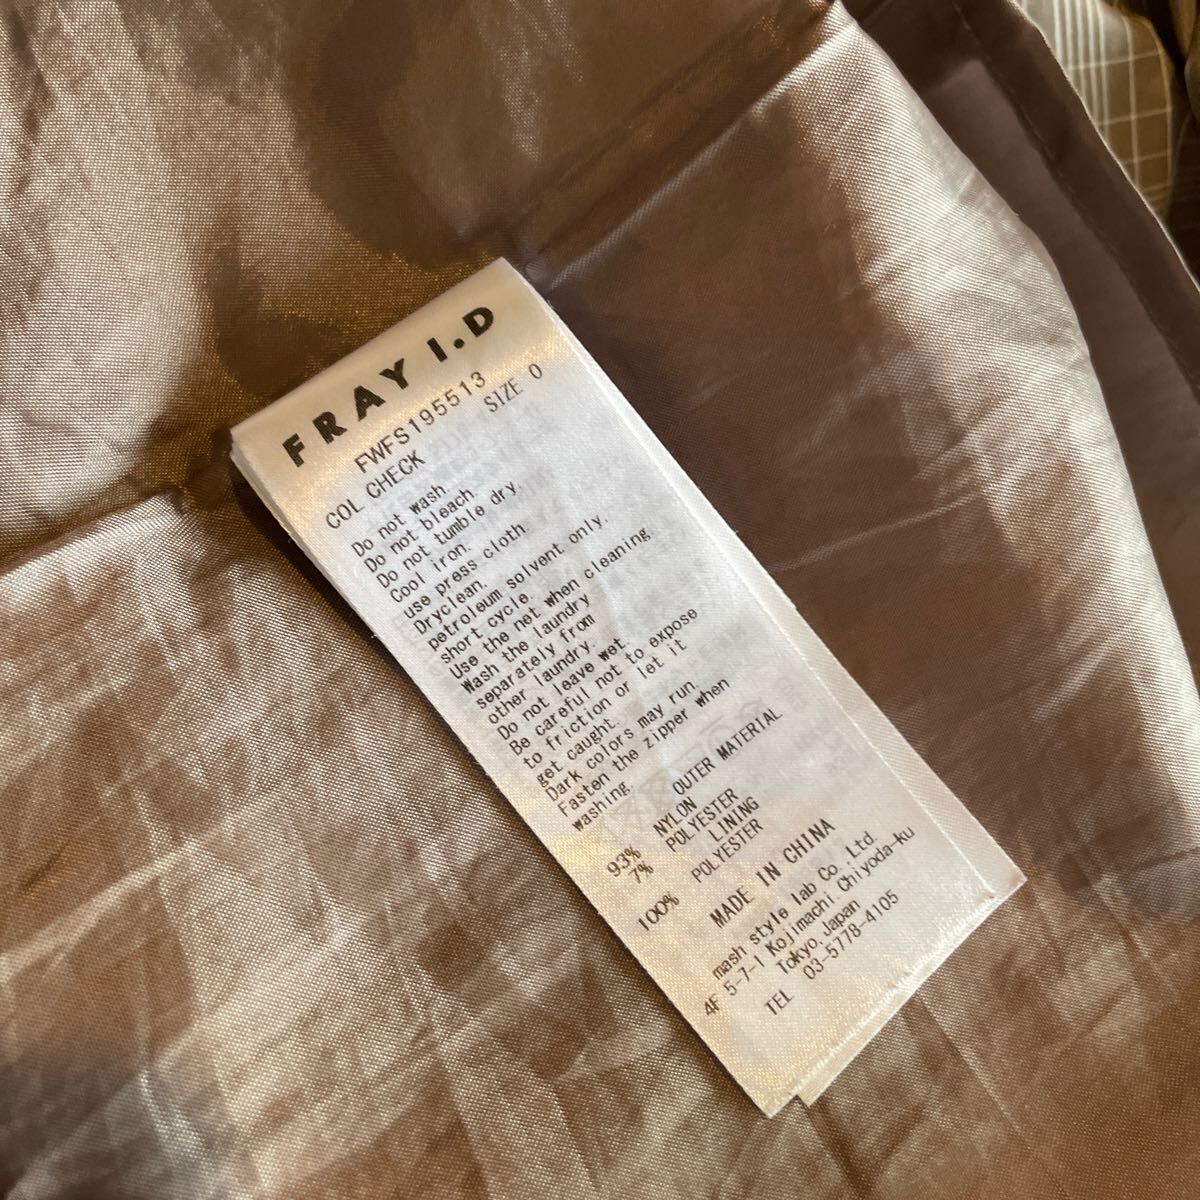 FRAY I.D
FWFS195513
SIZE 0
COL CHECK
Do not wash.
Do not bleach.
Do not tumble dry.
Cool iron.
use press cloth.
Dryclean.
petroleum solvent only.
short cycle.
Use the net when cleaning
Wash the laundry
separately from
other laundry.
Do not leave wet.
Be careful not to expose
to friction or let it
get caught.
Dark colors may run.
Fasten the zipper when
washing.
OUTER MATERIAL
93% NYLON
7% POLYESTER
LINING
100% POLYESTER
MADE IN CHINA
mash style lab Co., Ltd.
4F 5-7-1 Kojimachi Chiyoda-ku
Tokyo, Japan
TEL 03-5778-4105